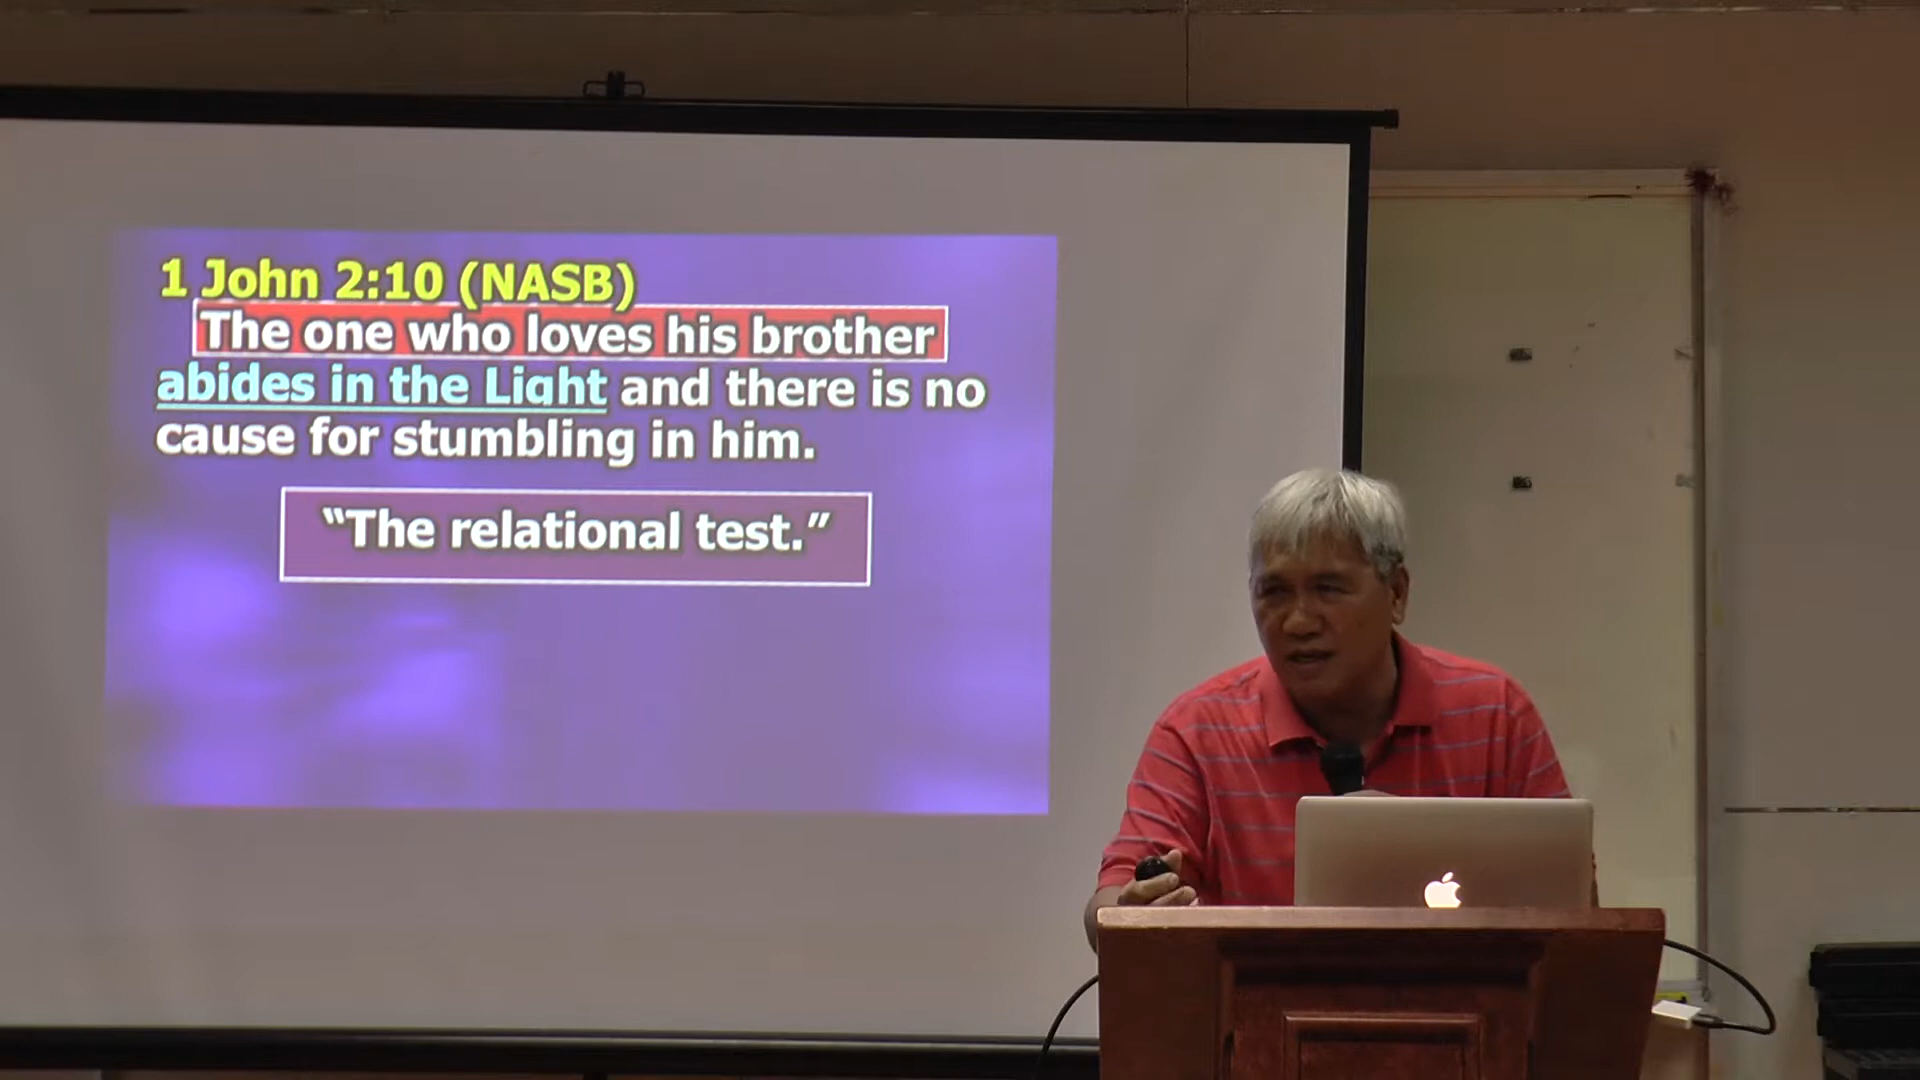 1 John 2:10 (NASB)
The one who loves his brother
abides in the Light and there is no
cause for stumbling in him.
“The relational test.”